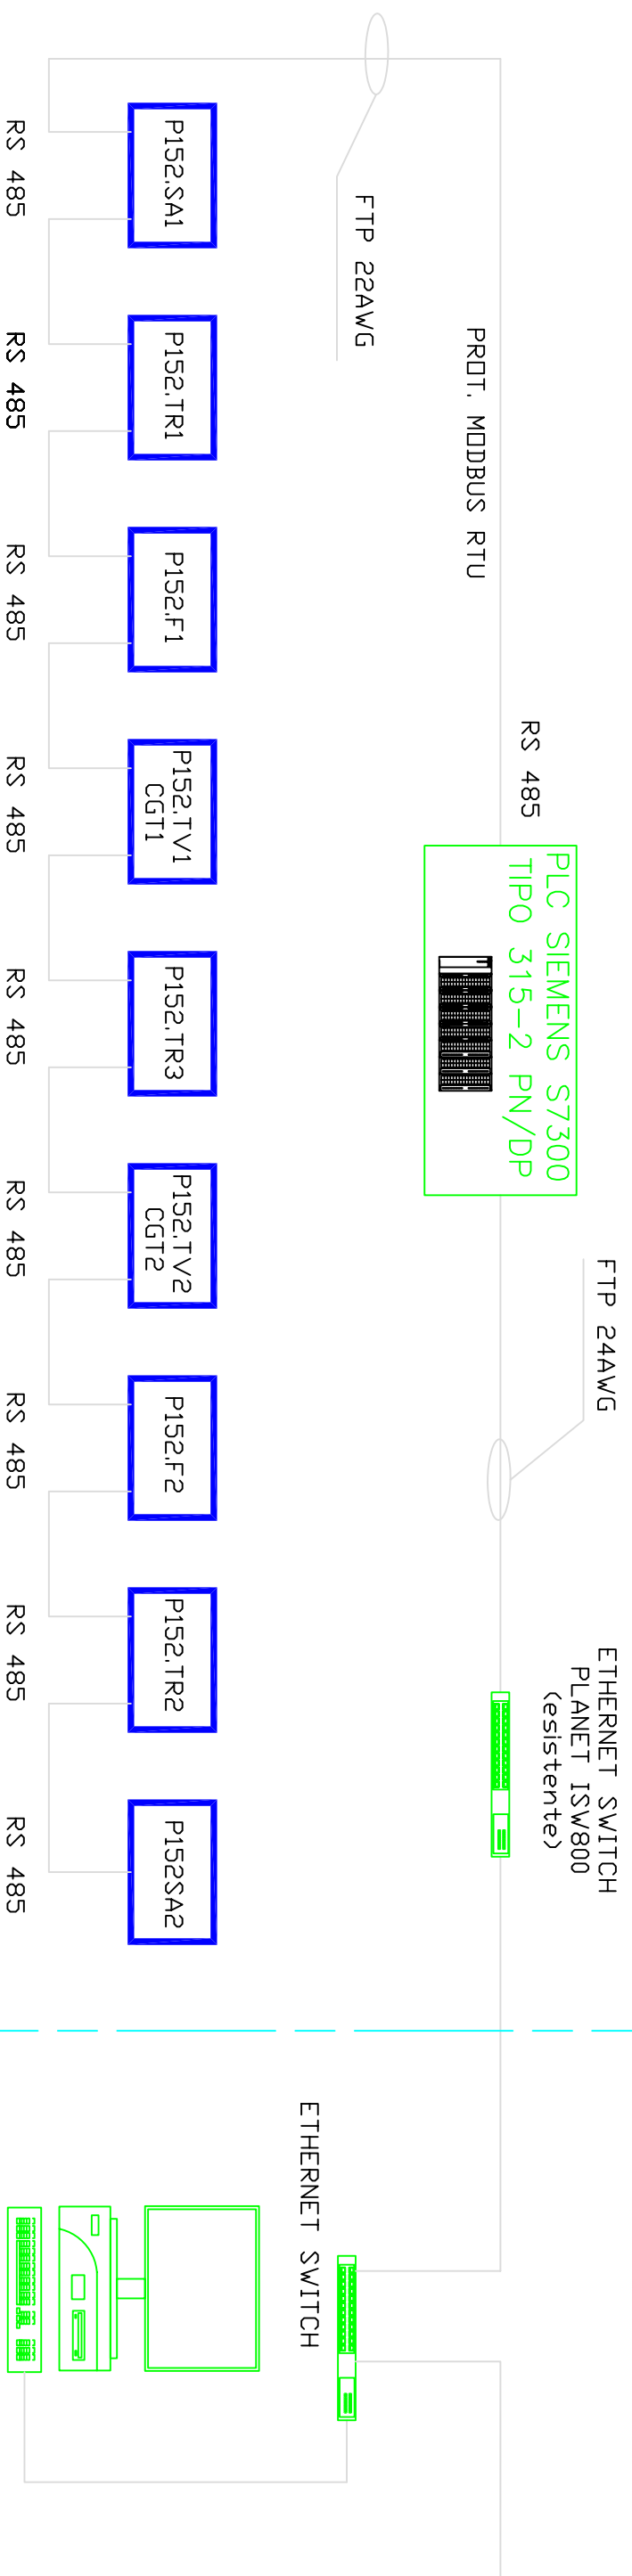 FTP 24AWG
ETHERNET SWITCH
PLANET ISW800
(esistente)
RS 485
PLC SIEMENS S7300
TIPO 315-2 PN/DP
PROT. MODBUS RTU
FTP 22AWG
ETHERNET SWITCH
P152.SA1
P152.TR1
P152.F1
P152.TV1
CGT1
P152.TR3
P152.TV2
CGT2
P152.F2
P152.TR2
P152SA2
RS 485
RS 485
RS 485
RS 485
RS 485
RS 485
RS 485
RS 485
RS 485